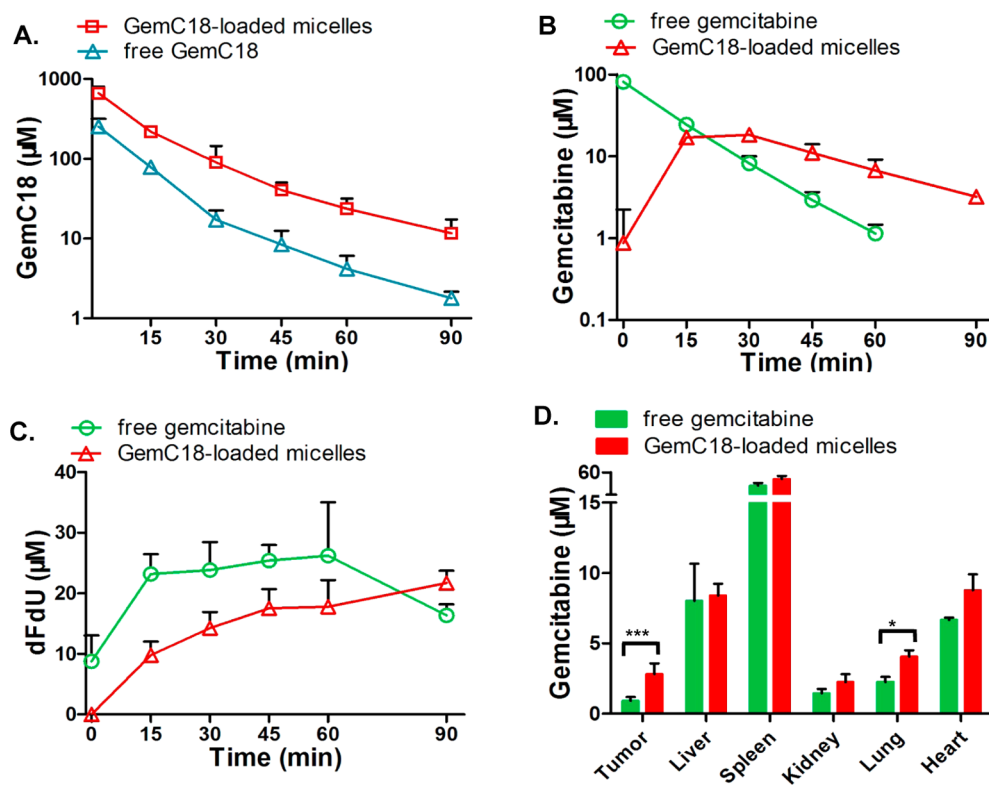 A.
GemC18-loaded micelles
free GemC18
GemC18 (µM)
1000
100
10
1
15 30 45 60 90
Time (min)
B
free gemcitabine
GemC18-loaded micelles
Gemcitabine (µM)
100
10
1
0.1
0 15 30 45 60 90
Time (min)
C.
free gemcitabine
GemC18-loaded micelles
dFdU (µM)
40
30
20
10
0
0 15 30 45 60 90
Time (min)
D.
free gemcitabine
GemC18-loaded micelles
Gemcitabine (µM)
60
15
10
5
0
***
*
Tumor Liver Spleen Kidney Lung Heart